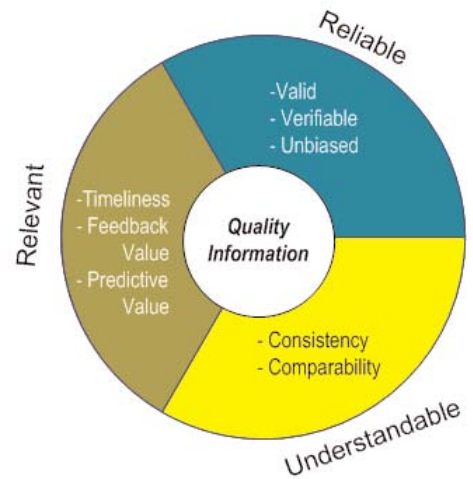 Reliable
-Valid
- Verifiable
- Unbiased
Relevant
-Timeliness
- Feedback
Value
- Predictive
Value
Quality
Information
- Consistency
- Comparability
Understandable